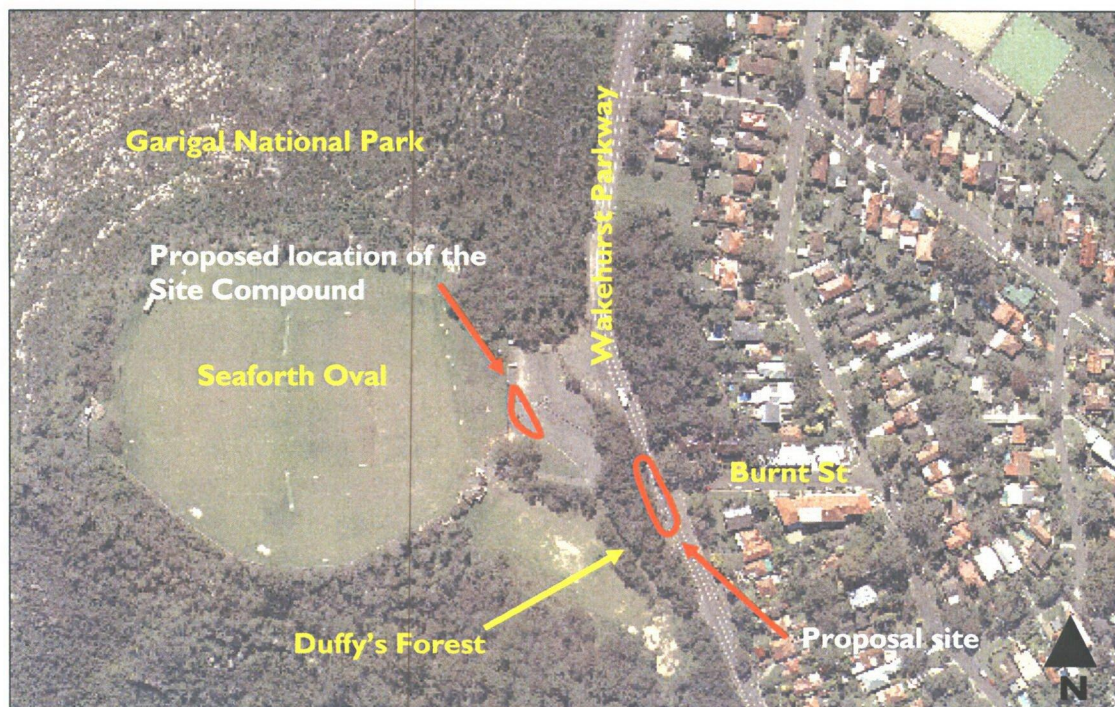 Garigal National Park
Wakehurst Parkway
Proposed location of the
Site Compound
Seaforth Oval
Burnt St
Duffy's Forest
Proposal site
N